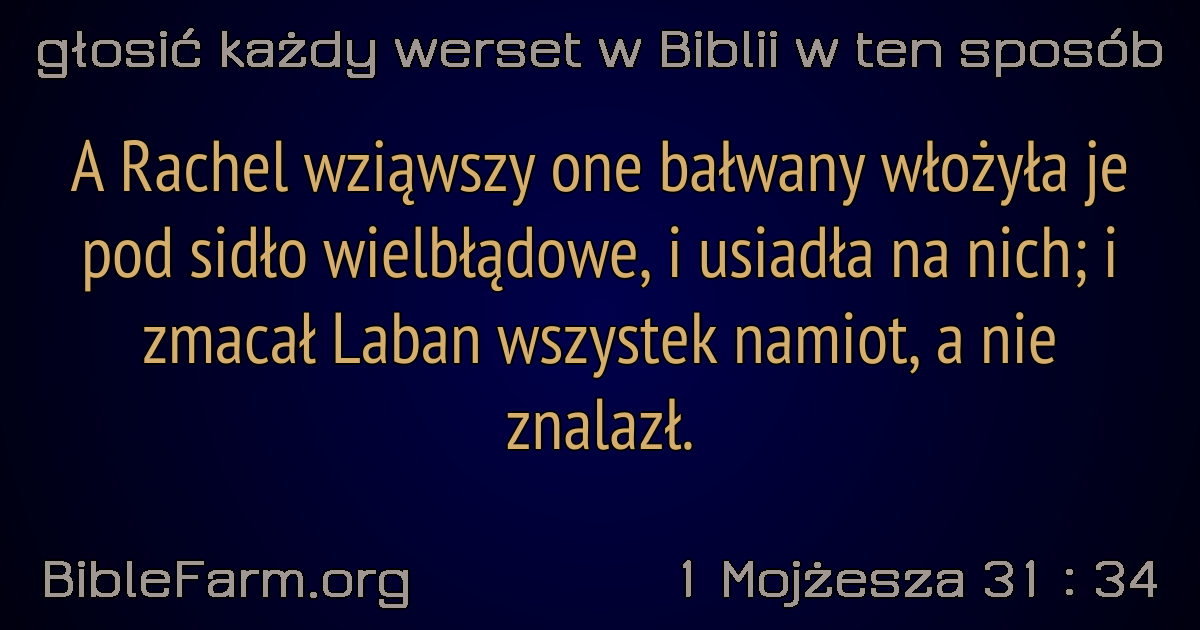 głosić każdy werset w Biblii w ten sposób
A Rachel wziąwszy one bałwany włożyła je
pod sidło wielbłądowe, i usiadła na nich; i
zmacał Laban wszystek namiot, a nie
znalazł.
BibleFarm.org
1 Mojżesza 31 : 34